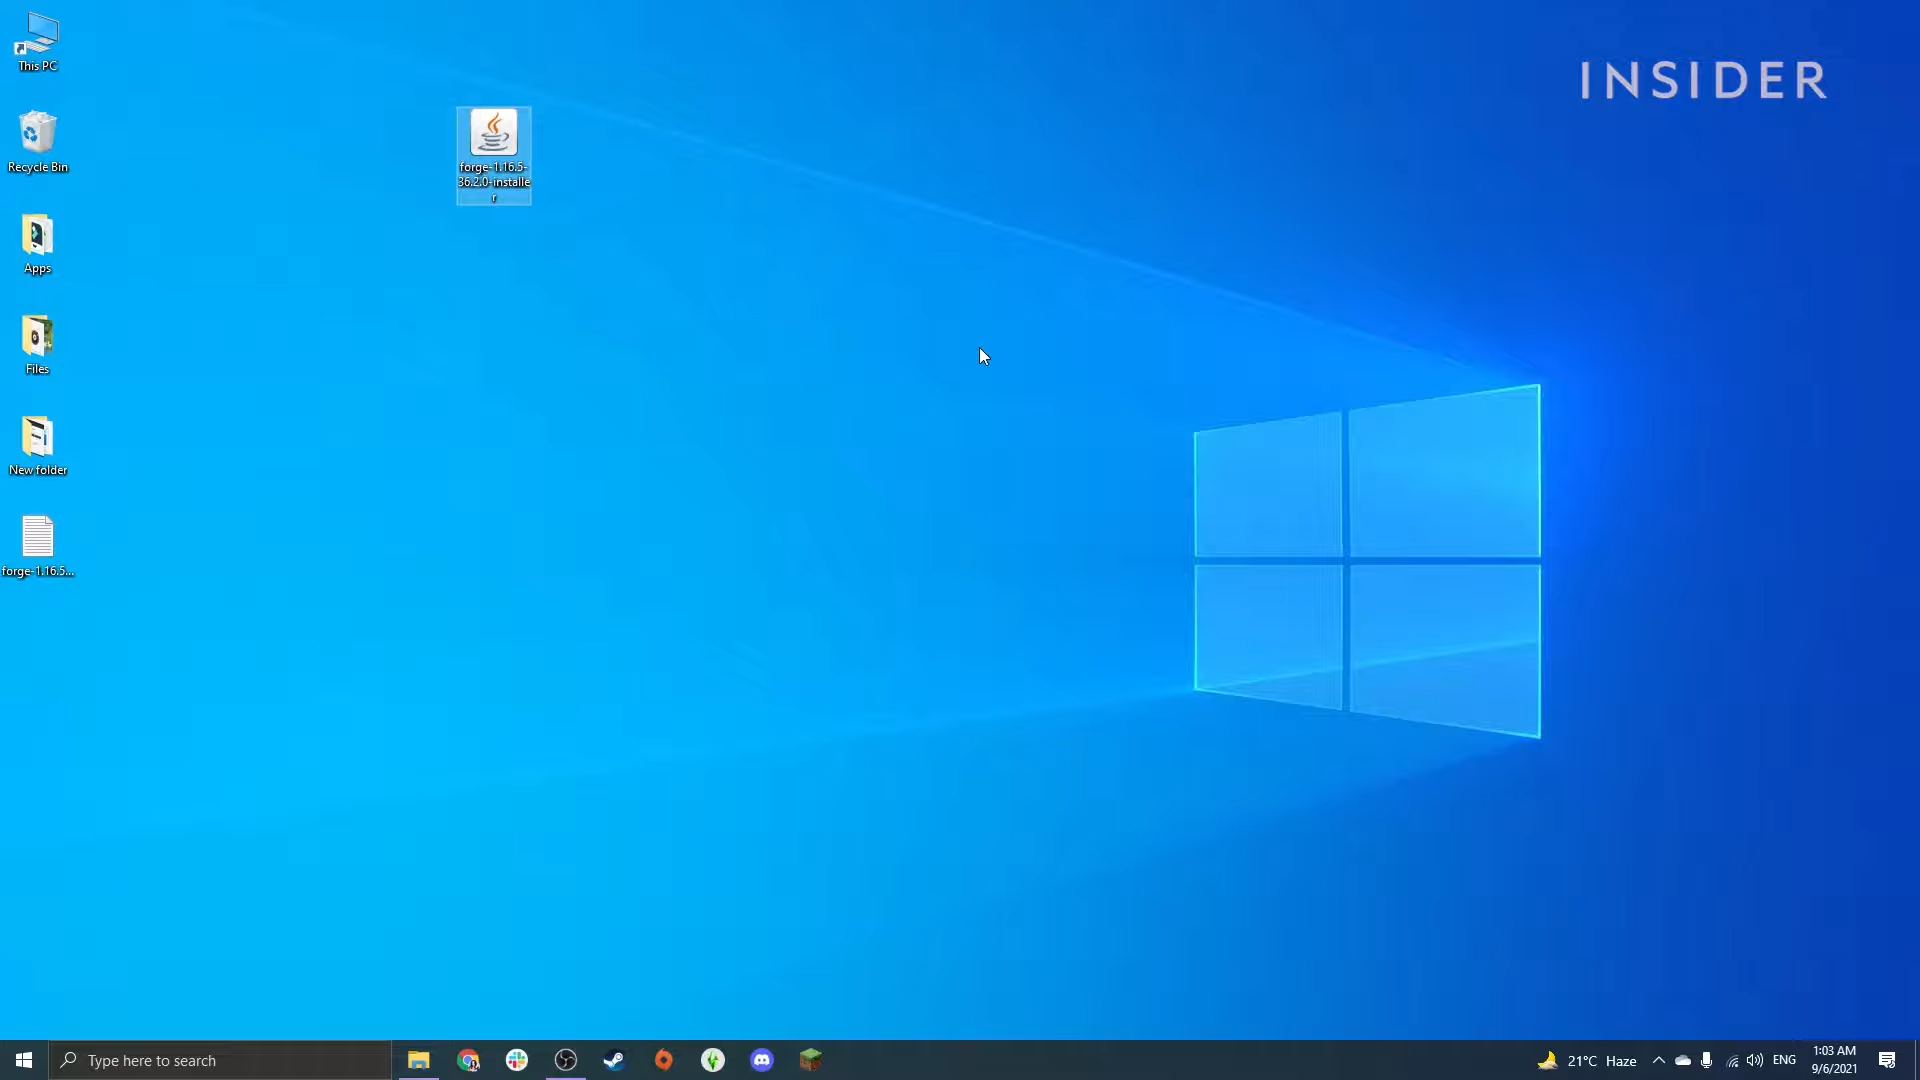 This PC
INSIDER
forge-1.16.5-
36.2.0-installe
r
Recycle Bin
Apps
Files
New folder
forge-1.16.5...
Type here to search
21°C Haze
ENG
1:03 AM
9/6/2021